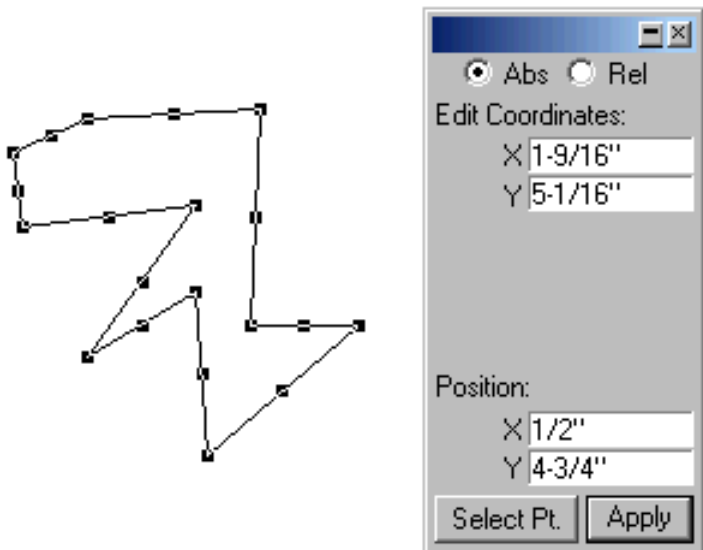 Abs Rel
Edit Coordinates:
X 1-9/16"
Y 5-1/16"
Position:
X 1/2"
Y 4-3/4"
Select Pt. Apply